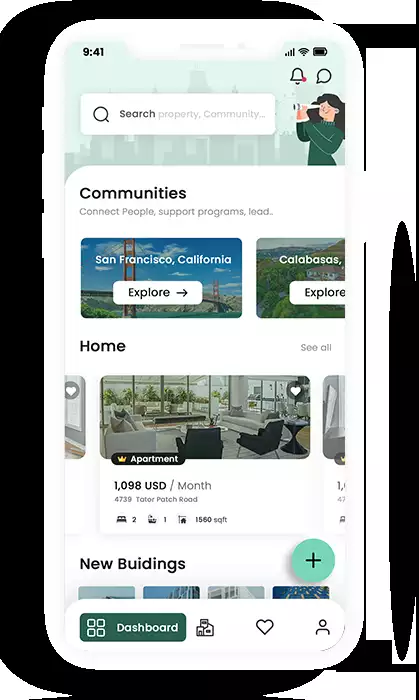 9:41
Search property, Community...
Communities
Connect People, support programs, lead..
San Francisco, California
Calabasas,
Explore →
Explore
Home
See all
Apartment
1,098 USD / Month
4739 Tator Patch Road
2 1 1560 sqft
New Buidings
Dashboard